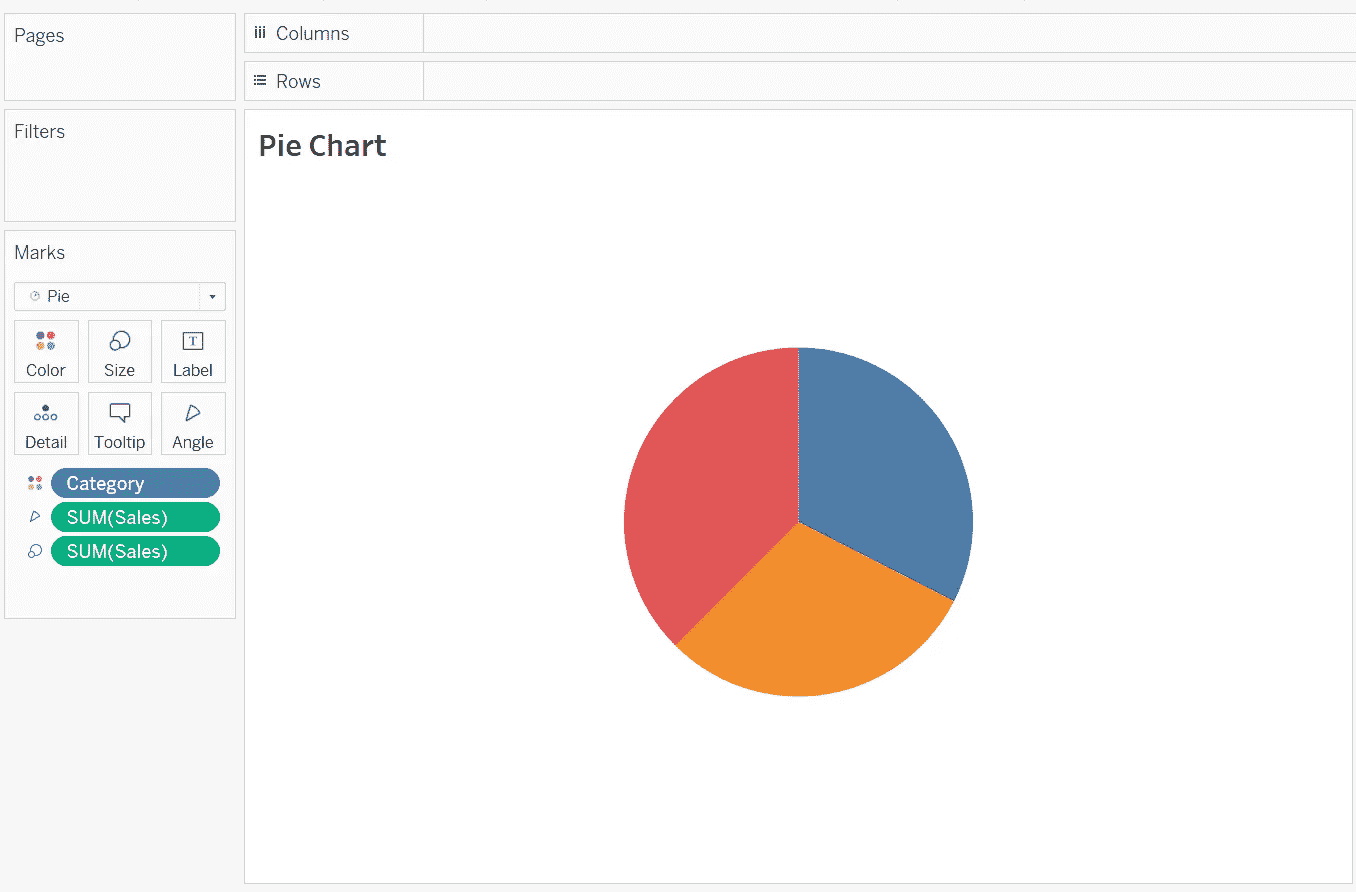 Pages
Columns
Rows
Filters
Pie Chart
Marks
Pie
Color
Size
T
Label
Detail
Tooltip
Angle
Category
SUM(Sales)
SUM(Sales)